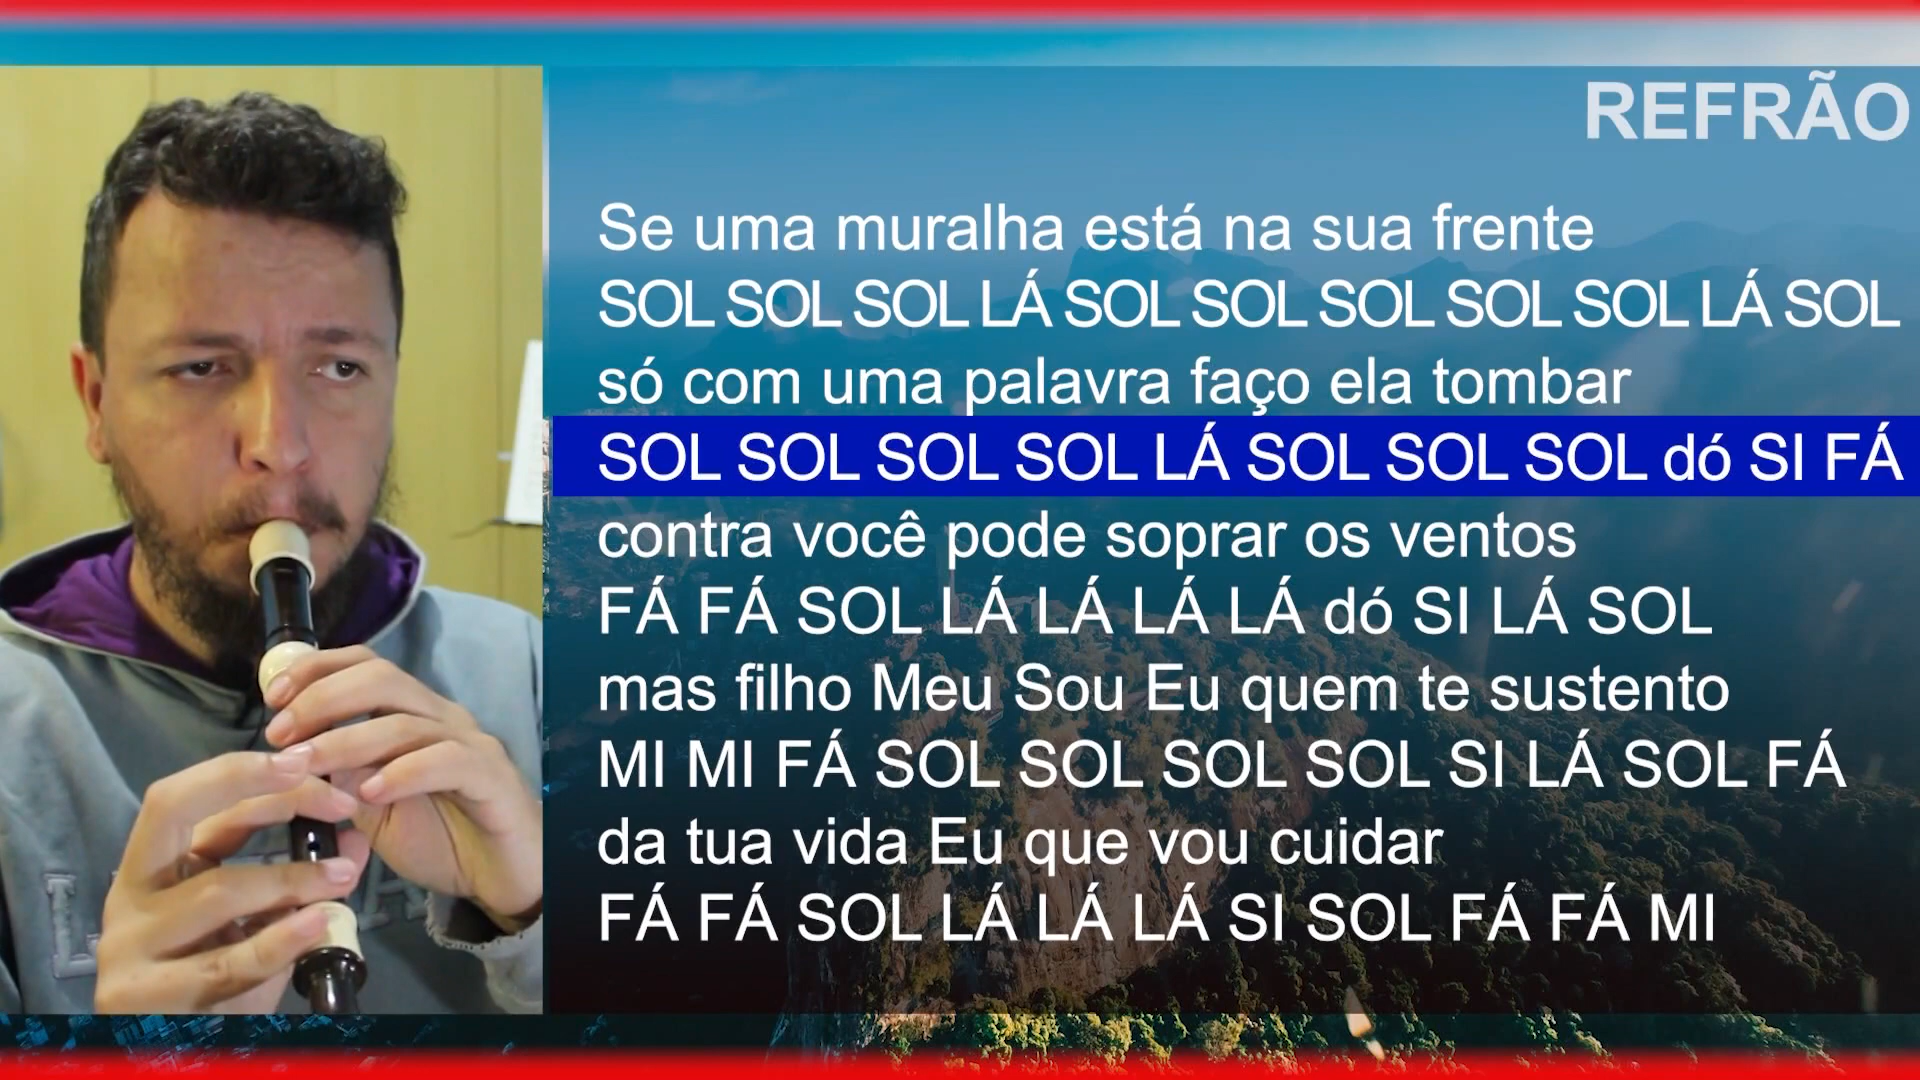 REFRÃO
Se uma muralha está na sua frente
SOL SOL SOL LÁ SOL SOL SOL SOL SOL LÁ SOL
só com uma palavra faço ela tombar
SOL SOL SOL SOL LÁ SOL SOL SOL dó SI FÁ
contra você pode soprar os ventos
FÁ FÁ SOL LÁ LÁ LÁ LÁ dó SI LÁ SOL
mas filho Meu Sou Eu quem te sustento
MI MI FÁ SOL SOL SOL SOL SI LÁ SOL FÁ
da tua vida Eu que vou cuidar
FÁ FÁ SOL LÁ LÁ LÁ SI SOL FÁ FÁ MI